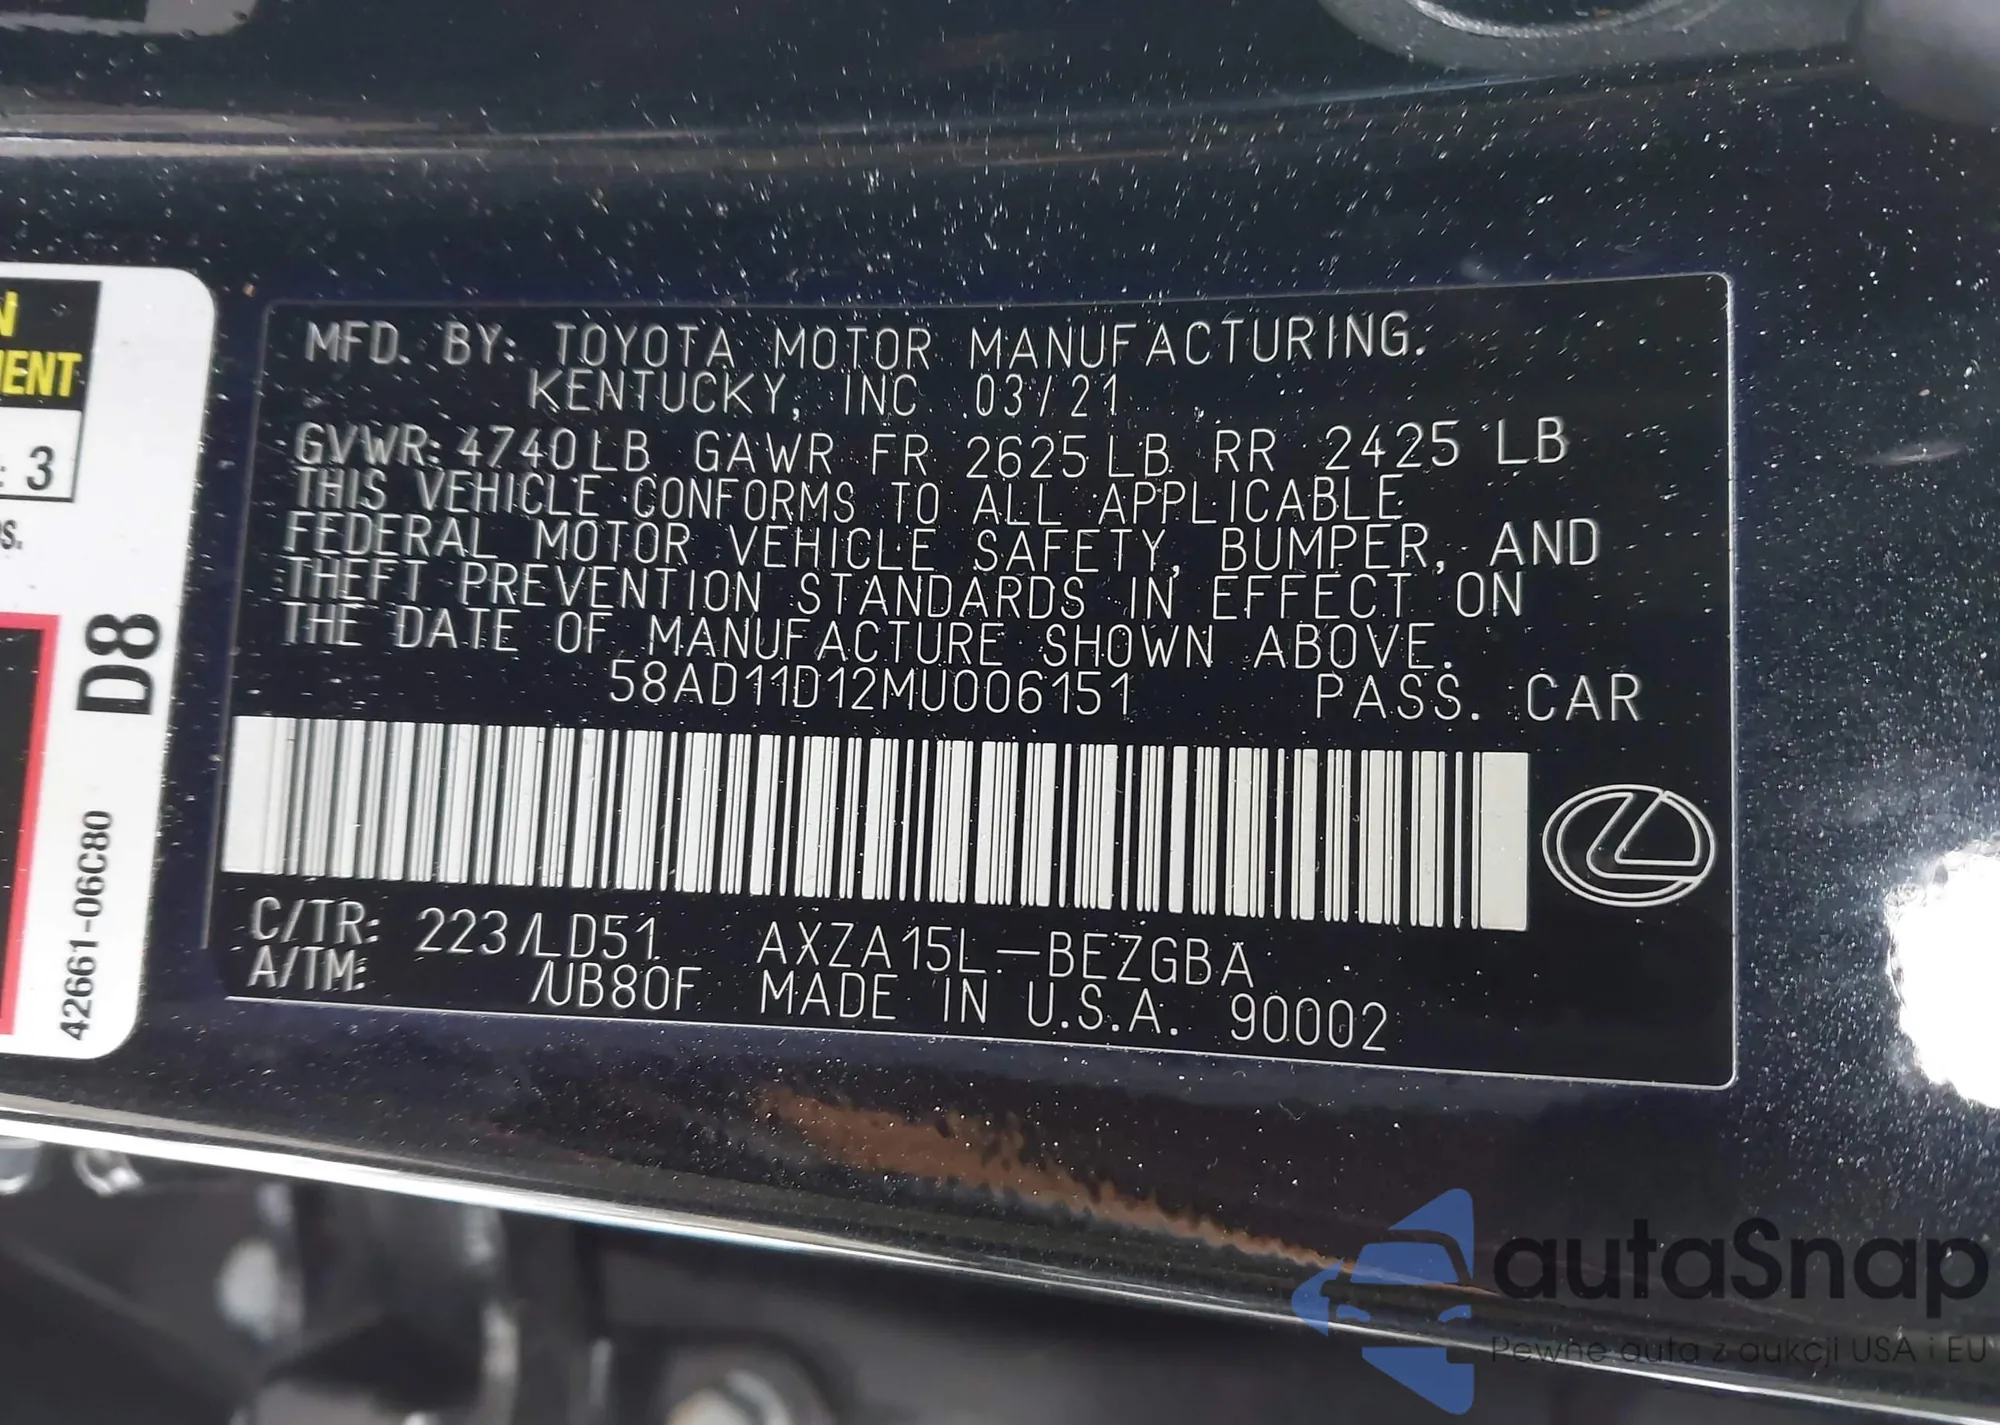 MFD. BY: TOYOTA MOTOR MANUFACTURING.
KENTUCKY, INC 03/21
GVWR: 4740LB GAWR FR 2625LB RR 2425 LB
THIS VEHICLE CONFORMS TO ALL APPLICABLE
FEDERAL MOTOR VEHICLE SAFETY, BUMPER, AND
THEFT PREVENTION STANDARDS IN EFFECT ON
THE DATE OF MANUFACTURE SHOWN ABOVE.
58AD11D12MU006151 PASS. CAR
C/TR: 223/LD51 AXZA15L-BEZGBA
A/TM: /UB80F MADE IN U.S.A. 90002
3
D8
42661-06C80
autaSnap
Pewne auta z aukcji USA i EU